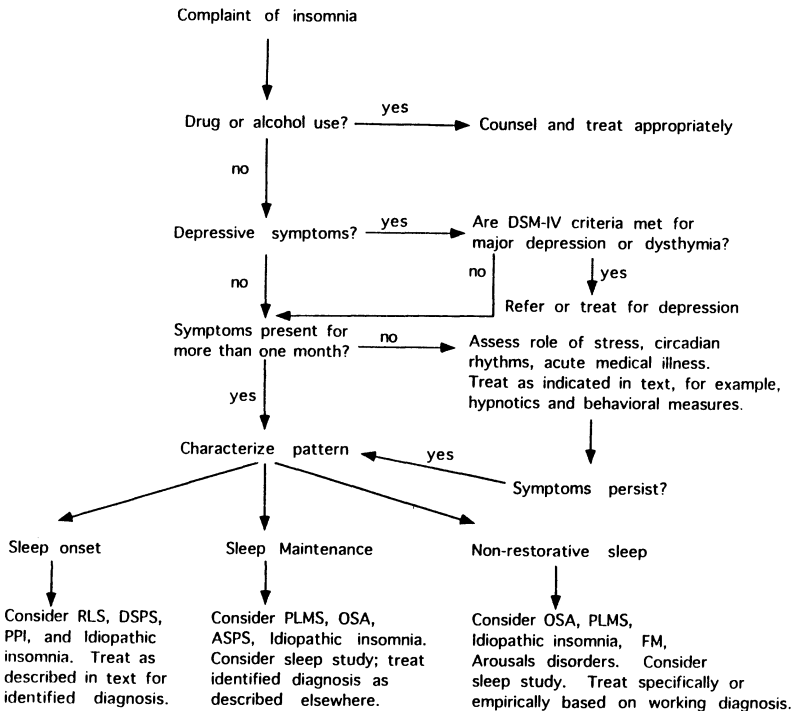 Complaint of insomnia
Drug or alcohol use?
yes
Counsel and treat appropriately
no
Depressive symptoms?
yes
Are DSM-IV criteria met for
major depression or dysthymia?
no
no
yes
Refer or treat for depression
Symptoms present for
more than one month?
no
Assess role of stress, circadian
rhythms, acute medical illness.
Treat as indicated in text, for example,
hypnotics and behavioral measures.
yes
Characterize pattern
yes
Symptoms persist?
Sleep onset
Sleep Maintenance
Non-restorative sleep
Consider RLS, DSPS,
PPI, and Idiopathic
insomnia. Treat as
described in text for
identified diagnosis.
Consider PLMS, OSA,
ASPS, Idiopathic insomnia.
Consider sleep study; treat
identified diagnosis as
described elsewhere.
Consider OSA, PLMS,
Idiopathic insomnia, FM,
Arousals disorders. Consider
sleep study. Treat specifically or
empirically based on working diagnosis.